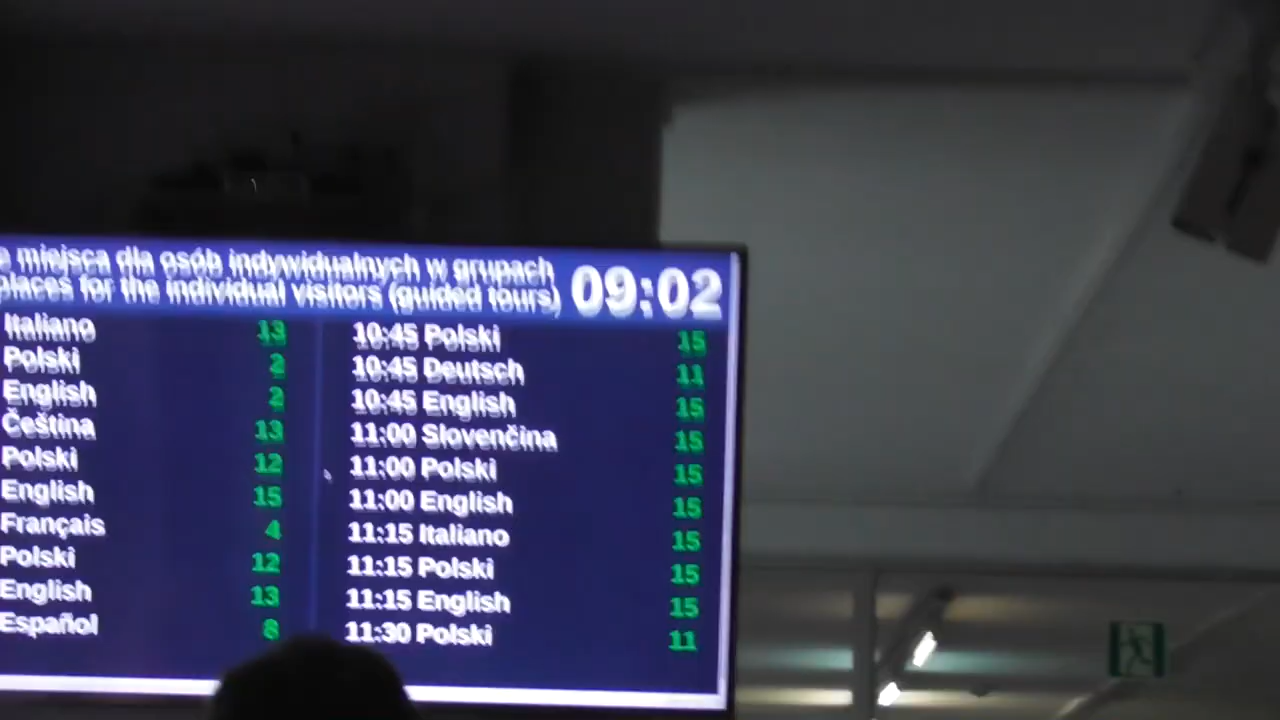 miejsca dla osób indywidualnych w grupach
places for the individual visitors (guided tours)
09:02
Italiano 13
Polski 2
English 2
Čeština 13
Polski 12
English 15
Français 4
Polski 12
English 13
Español 8
10:45 Polski 15
10:45 Deutsch 11
10:45 English 15
11:00 Slovenčina 15
11:00 Polski 15
11:00 English 15
11:15 Italiano 15
11:15 Polski 15
11:15 English 15
11:30 Polski 11